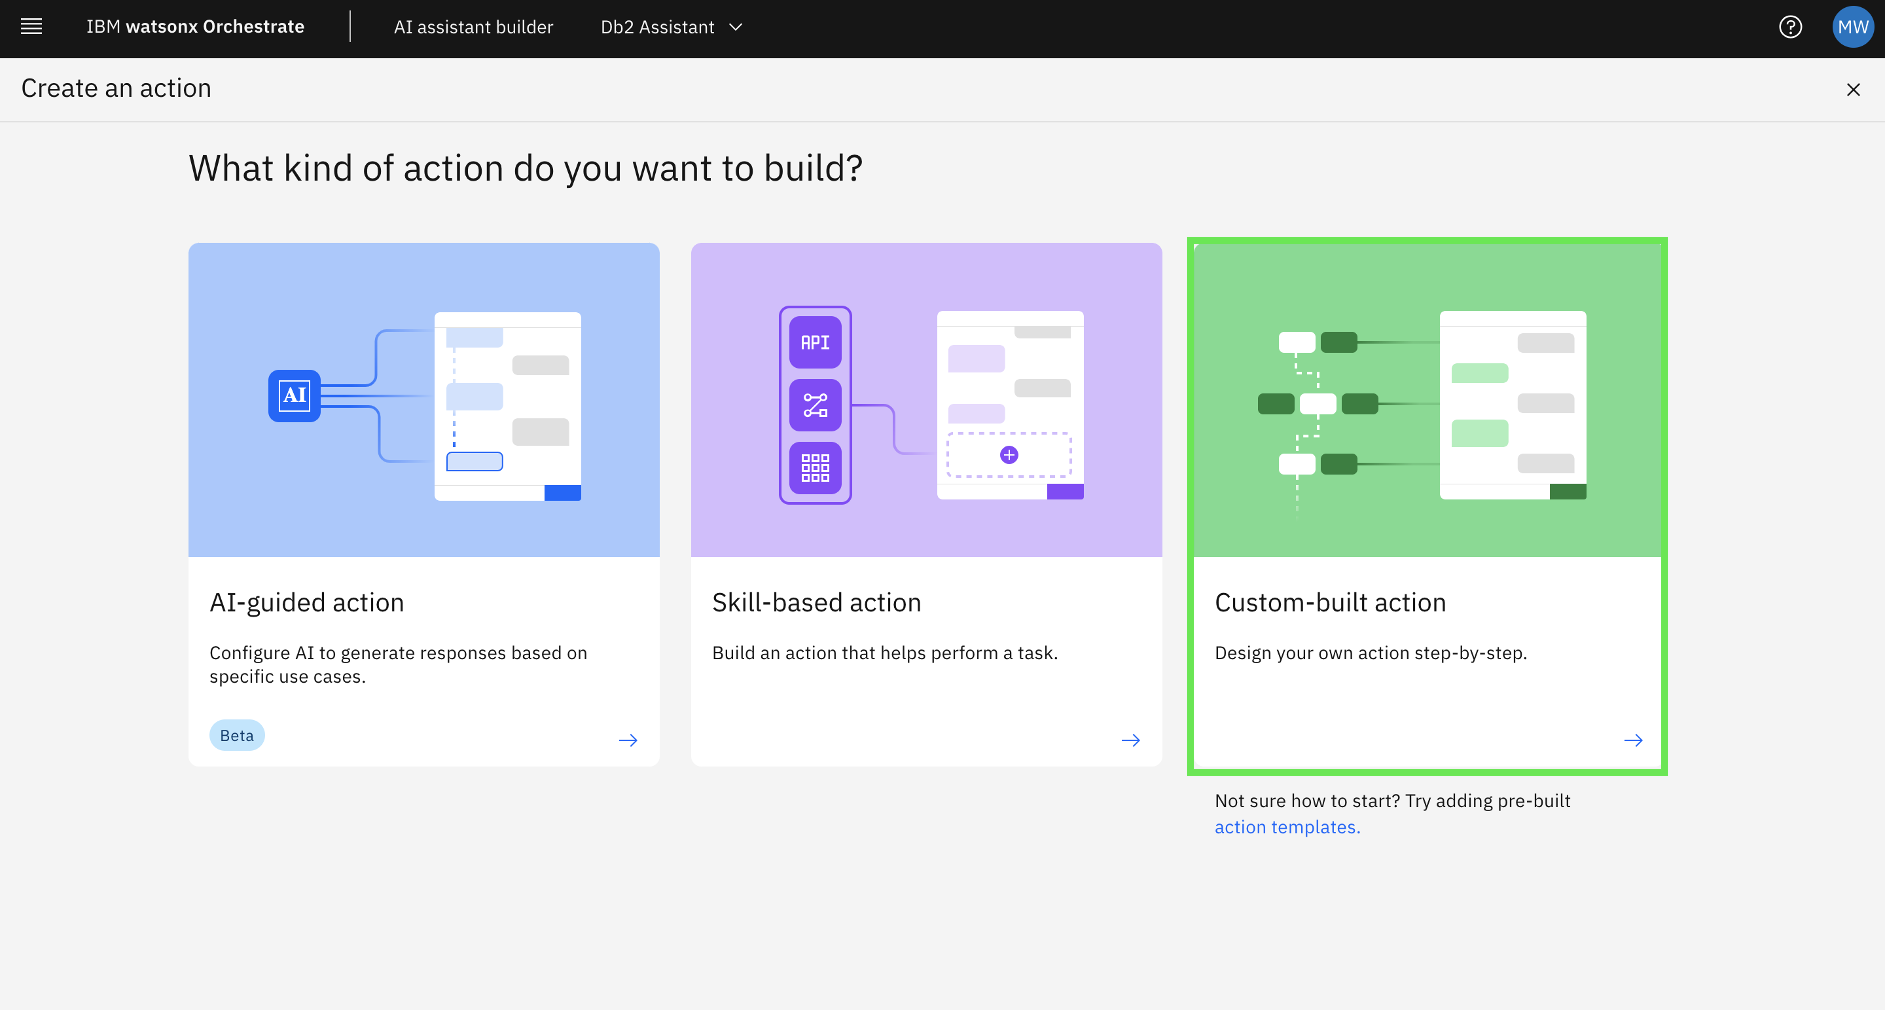 IBM watsonx Orchestrate
AI assistant builder
Db2 Assistant
MW
Create an action
What kind of action do you want to build?
AI
API
AI-guided action
Configure AI to generate responses based on
specific use cases.
Beta
Skill-based action
Build an action that helps perform a task.
Custom-built action
Design your own action step-by-step.
Not sure how to start? Try adding pre-built
action templates.